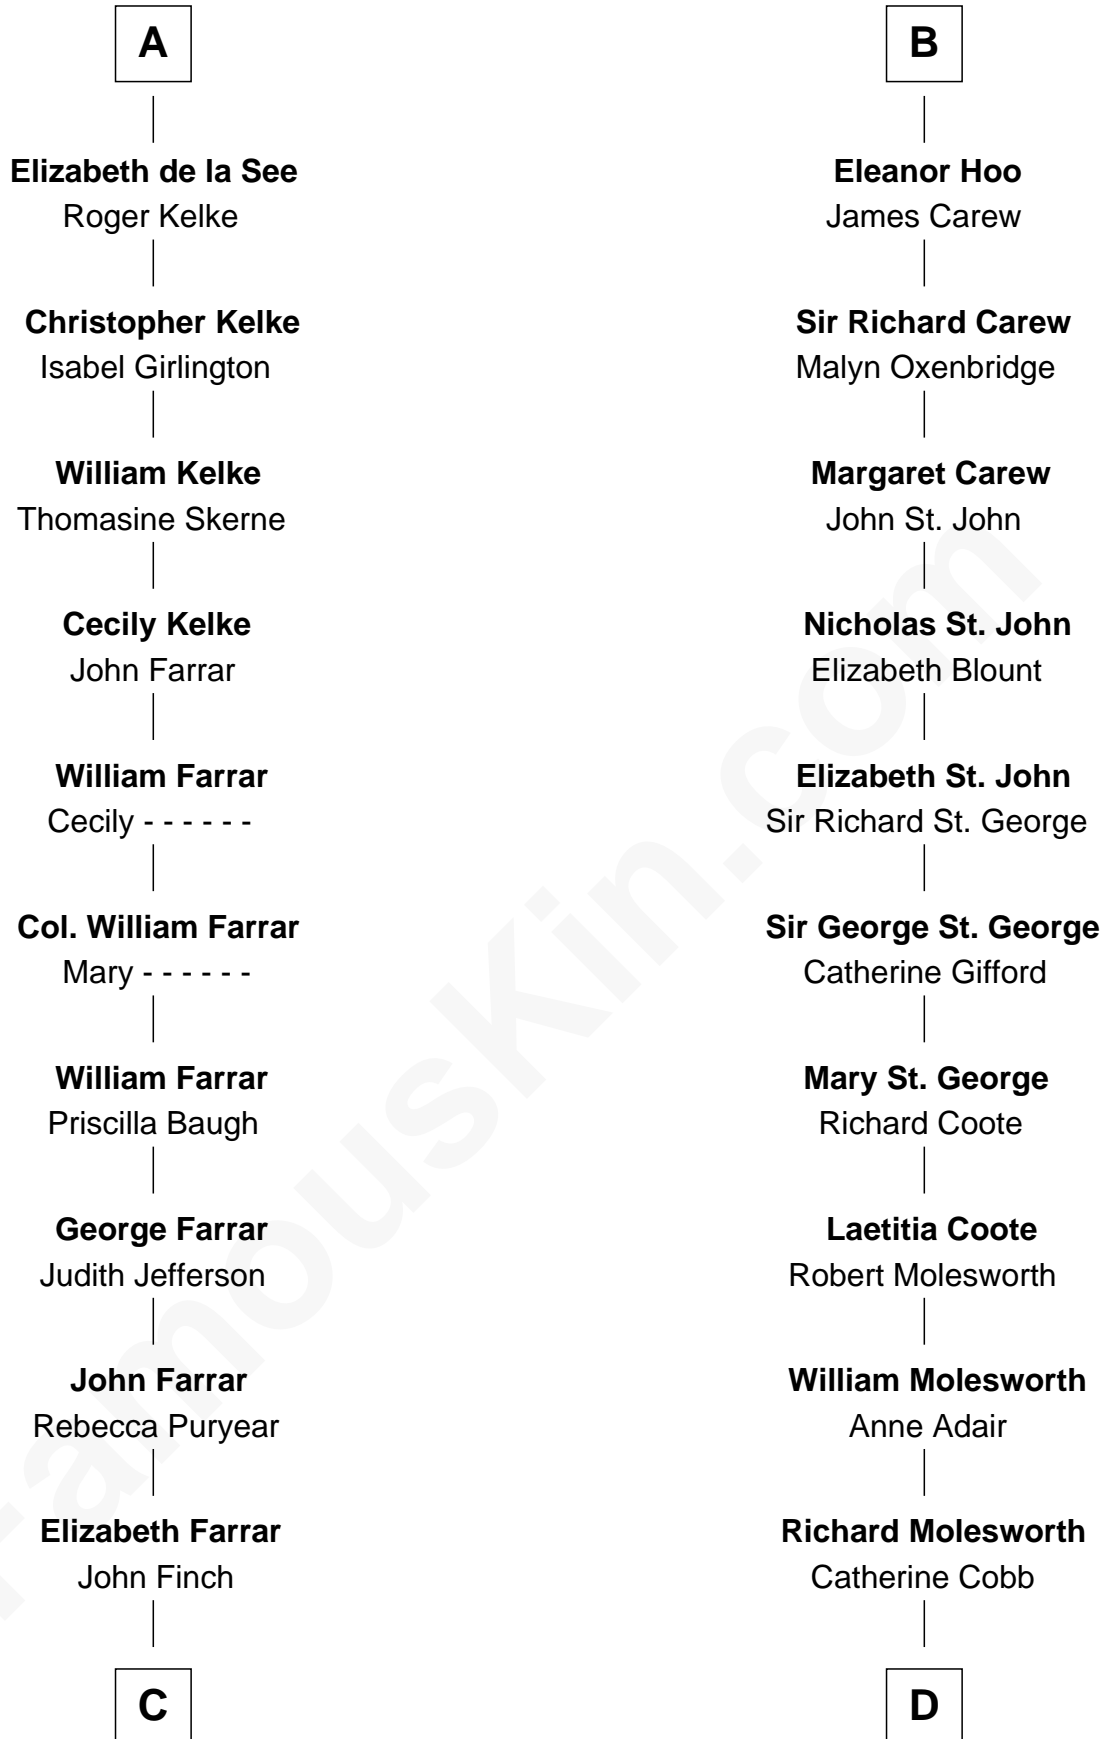 A
Elizabeth de la See
Roger Kelke
Christopher Kelke
Isabel Girlington
William Kelke
Thomasine Skerne
Cecily Kelke
John Farrar
William Farrar
Cecily - - - - - -
Col. William Farrar
Mary - - - - - -
William Farrar
Priscilla Baugh
George Farrar
Judith Jefferson
John Farrar
Rebecca Puryear
Elizabeth Farrar
John Finch
C
B
Eleanor Hoo
James Carew
Sir Richard Carew
Malyn Oxenbridge
Margaret Carew
John St. John
Nicholas St. John
Elizabeth Blount
Elizabeth St. John
Sir Richard St. George
Sir George St. George
Catherine Gifford
Mary St. George
Richard Coote
Laetitia Coote
Robert Molesworth
William Molesworth
Anne Adair
Richard Molesworth
Catherine Cobb
D
FamousKin.com